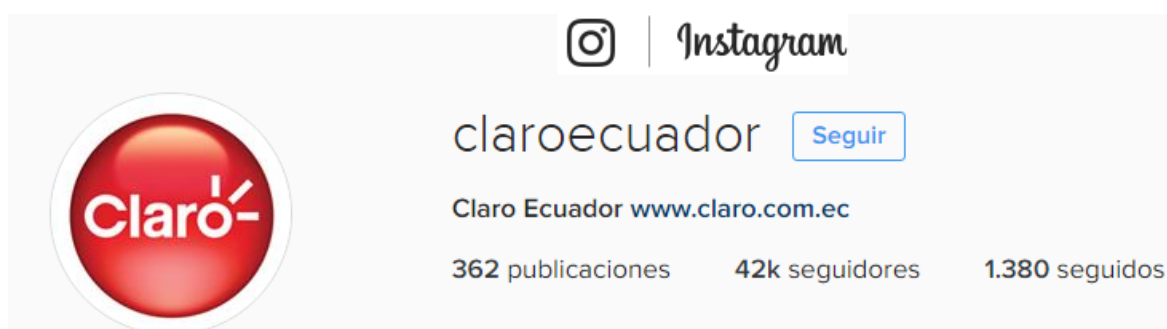 Instagram
claroecuador Seguir
Claro
Claro Ecuador www.claro.com.ec
362 publicaciones 42k seguidores 1.380 seguidos